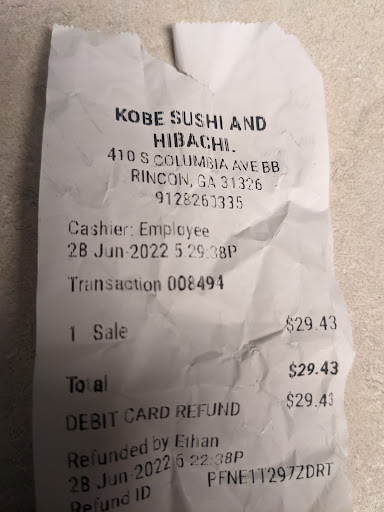 KOBE SUSHI AND
HIBACHI.
410 S COLUMBIA AVE BB
RINCON, GA 31326
9128260335
Cashier: Employee
28 Jun-2022 5:29:38P
Transaction 008494
1 Sale $29.43
Total $29.43
DEBIT CARD REFUND $29.43
Refunded by Ethan
28 Jun-2022 5:22:38P
Refund ID PFNE1T297ZDRT